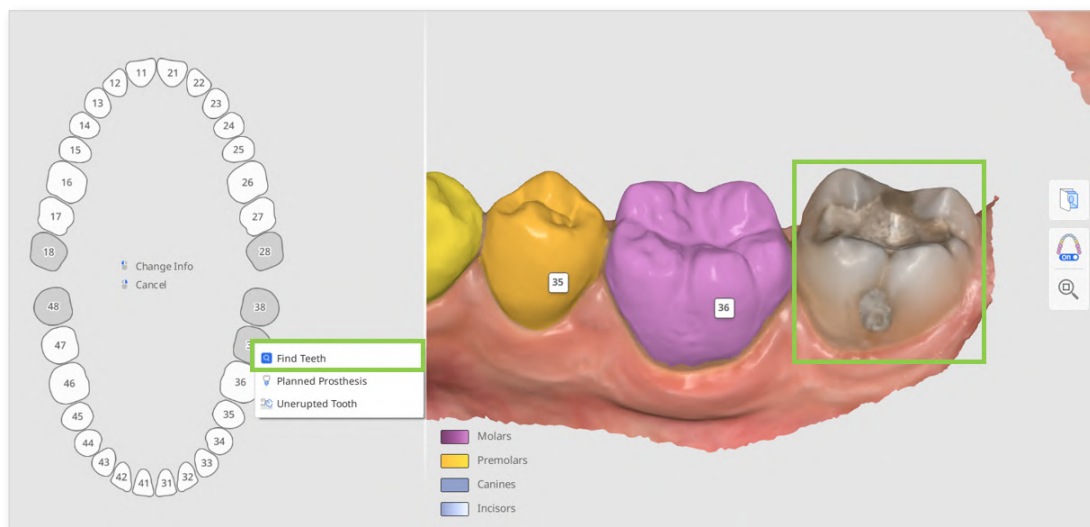 11 21
12 22
13 23
14 24
15 25
16 26
17 27
18 28
Change Info
Cancel
48 38
47
Find Teeth
46 36
Planned Prosthesis
Unerupted Tooth
45 35
44 34
43 33
42 41 31 32
35
36
ON
Molars
Premolars
Canines
Incisors